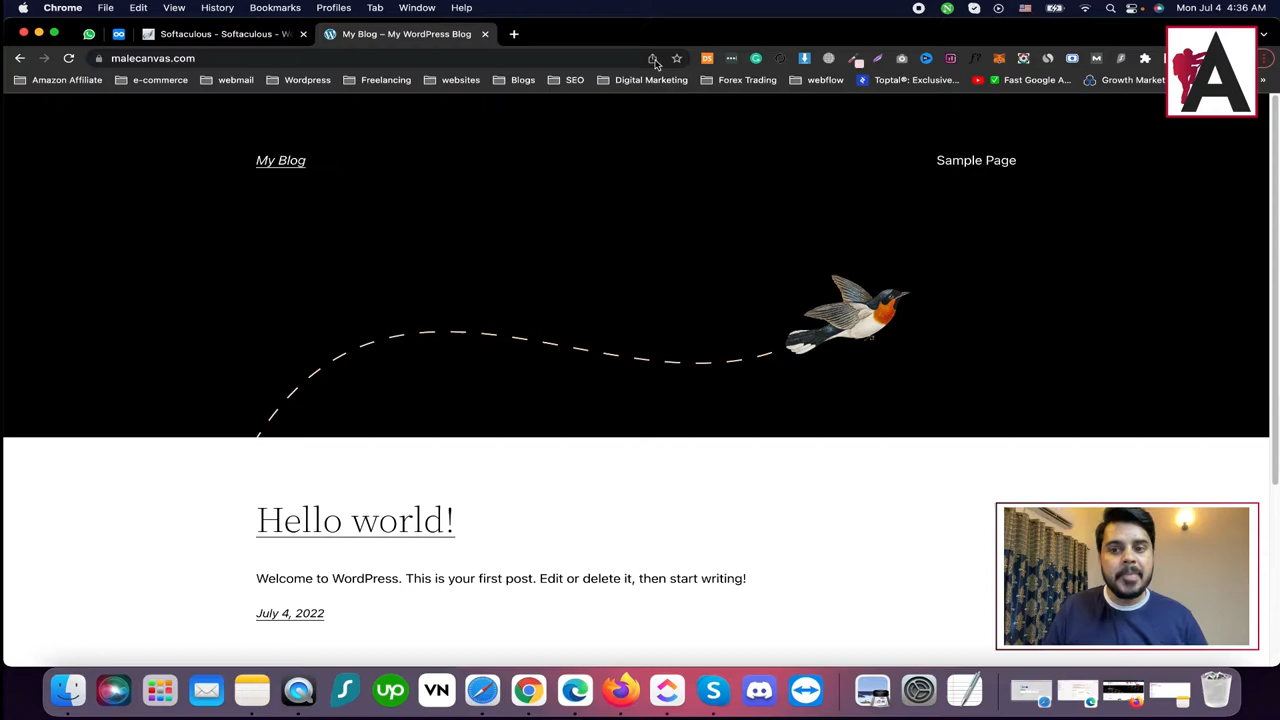 Chrome File Edit View History Bookmarks Profiles Tab Window Help Mon Jul 4 4:36 AM
Softaculous - Softaculous - W
My Blog – My WordPress Blog
malecanvas.com
Amazon Affiliate e-commerce webmail Wordpress Freelancing websites Blogs SEO Digital Marketing Forex Trading webflow Toptal®: Exclusive... Fast Google A... Growth Market
A
My Blog
Sample Page
Hello world!
Welcome to WordPress. This is your first post. Edit or delete it, then start writing!
July 4, 2022
up
VN